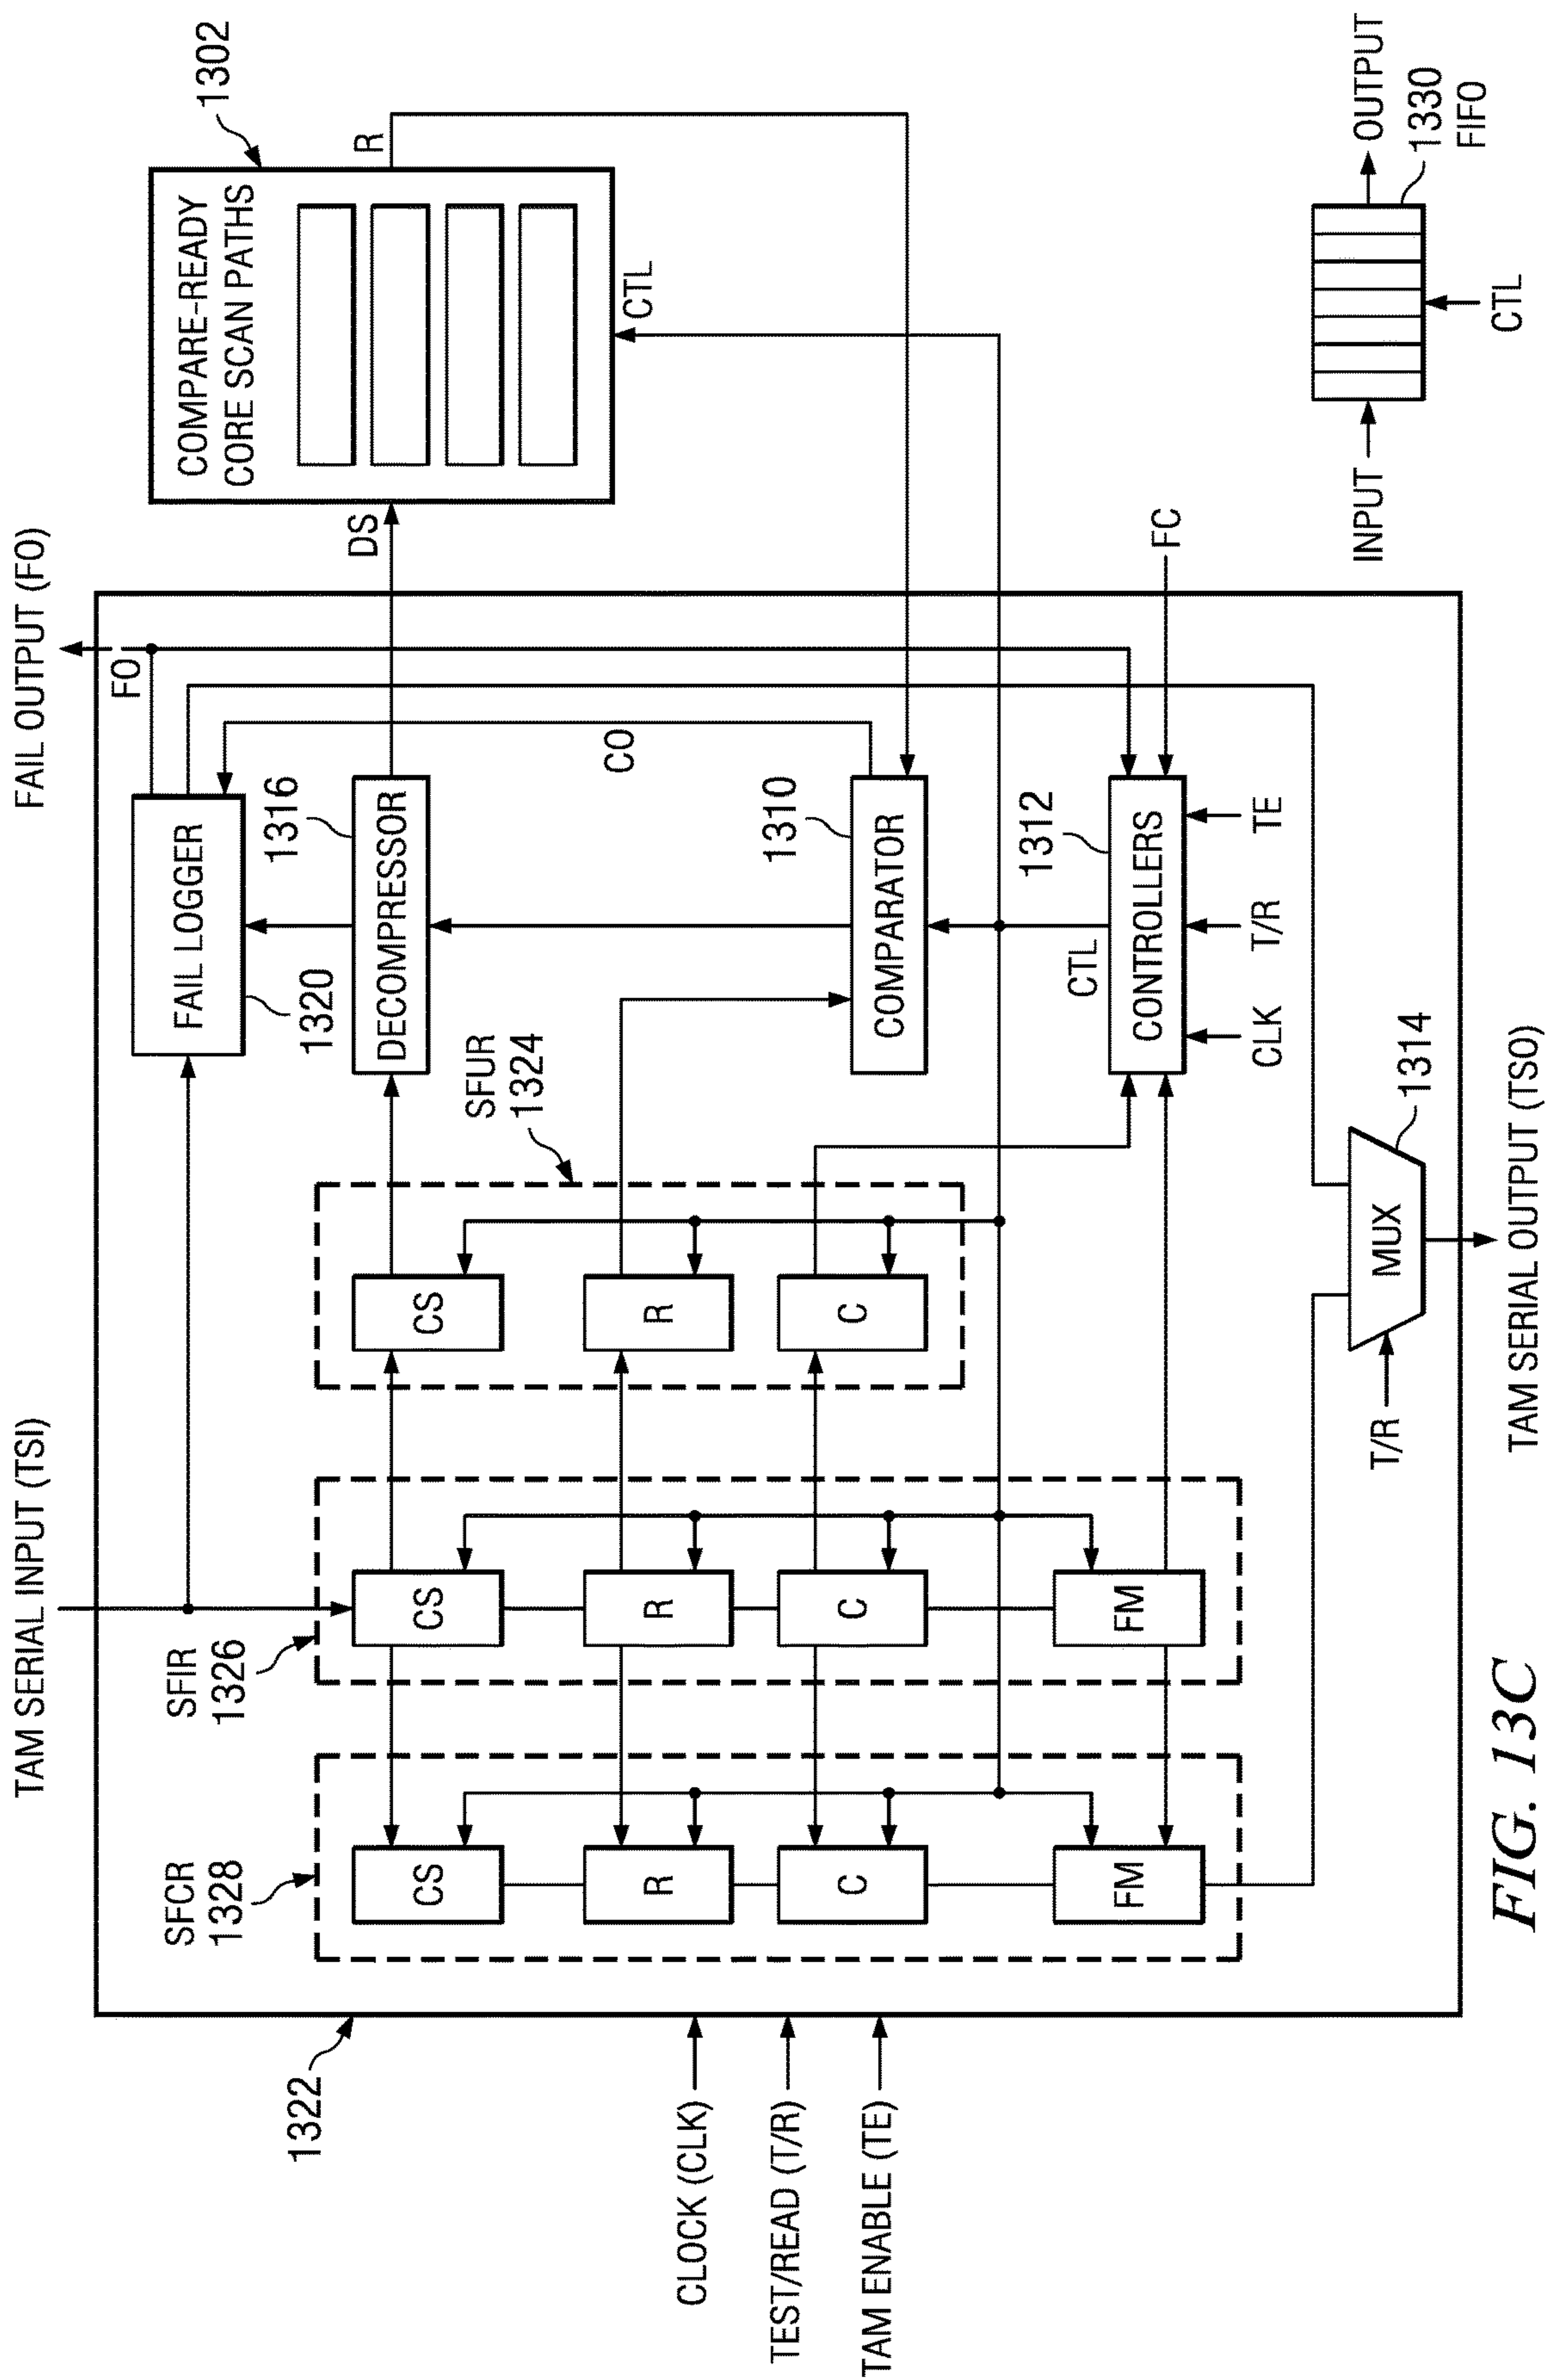 TAM SERIAL INPUT (TSI)
FAIL OUTPUT (FO)
1322
SFCR
1328
SFIR
1326
FAIL LOGGER
1320
FO
1302
COMPARE-READY
CORE SCAN PATHS
R
DS
CTL
CS
CS
CS
SFUR
1324
DECOMPRESSOR
1316
CO
R
R
R
COMPARATOR
1310
CLOCK (CLK)
TEST/READ (T/R)
TAM ENABLE (TE)
C
C
C
CTL
1312
CONTROLLERS
FC
FM
FM
CLK
T/R
TE
T/R
MUX
1314
TAM SERIAL OUTPUT (TSO)
INPUT
OUTPUT
1330
FIFO
CTL
FIG. 13C